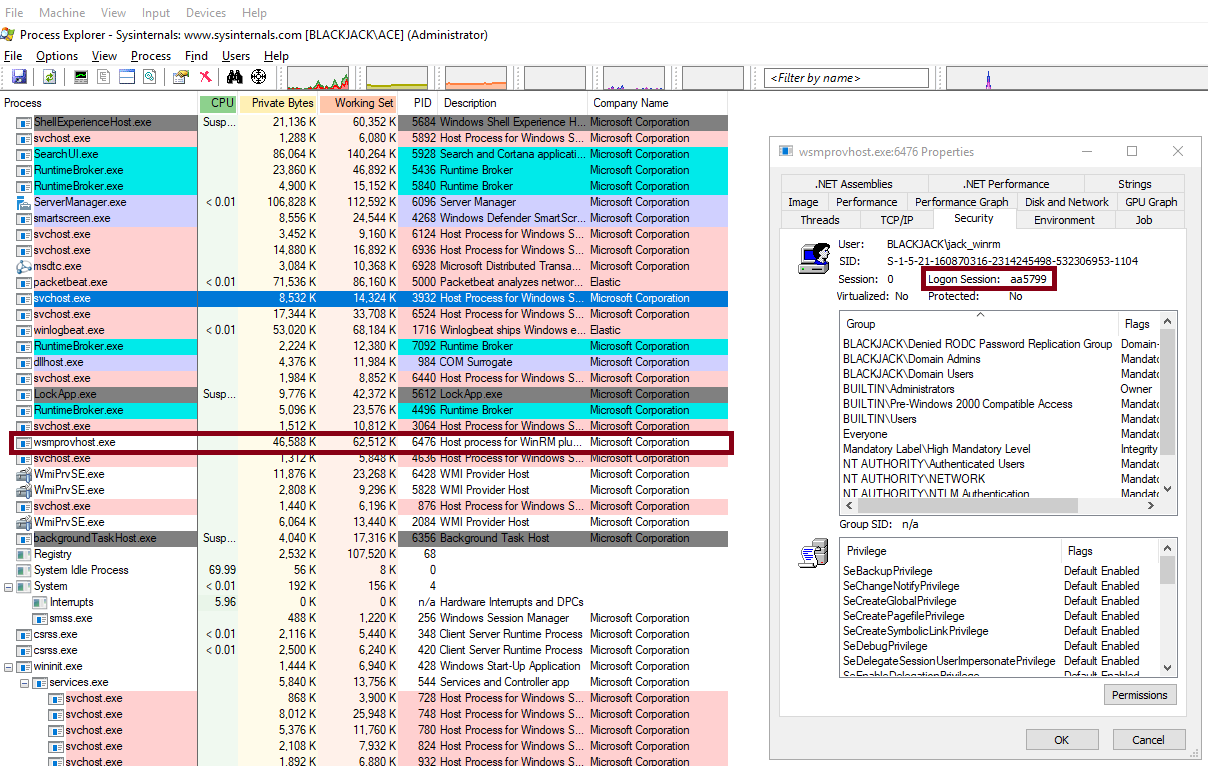 File Machine View Input Devices Help
Process Explorer - Sysinternals: www.sysinternals.com [BLACKJACK\ACE] (Administrator)
File Options View Process Find Users Help
<Filter by name>
Process CPU Private Bytes Working Set PID Description Company Name
ShellExperienceHost.exe Susp... 21,136 K 60,352 K 5684 Windows Shell Experience H... Microsoft Corporation
svchost.exe 1,288 K 6,080 K 5892 Host Process for Windows S... Microsoft Corporation
SearchUI.exe 86,064 K 140,264 K 5928 Search and Cortana applicati... Microsoft Corporation
RuntimeBroker.exe 23,860 K 46,892 K 5436 Runtime Broker Microsoft Corporation
RuntimeBroker.exe 4,900 K 15,152 K 5840 Runtime Broker Microsoft Corporation
ServerManager.exe < 0.01 106,828 K 112,592 K 6096 Server Manager Microsoft Corporation
smartscreen.exe 8,556 K 24,544 K 4268 Windows Defender SmartScr... Microsoft Corporation
svchost.exe 3,452 K 9,160 K 6124 Host Process for Windows S... Microsoft Corporation
svchost.exe 14,880 K 16,892 K 6936 Host Process for Windows S... Microsoft Corporation
msdtc.exe 3,084 K 10,368 K 6928 Microsoft Distributed Transa... Microsoft Corporation
packetbeat.exe < 0.01 71,536 K 86,160 K 5000 Packetbeat analyzes network... Elastic
svchost.exe 8,532 K 14,324 K 3932 Host Process for Windows S... Microsoft Corporation
svchost.exe 17,344 K 33,708 K 6524 Host Process for Windows S... Microsoft Corporation
winlogbeat.exe < 0.01 53,020 K 68,184 K 1716 Winlogbeat ships Windows e... Elastic
RuntimeBroker.exe 2,224 K 12,380 K 7092 Runtime Broker Microsoft Corporation
dllhost.exe 4,376 K 11,984 K 984 COM Surrogate Microsoft Corporation
svchost.exe 1,984 K 8,852 K 6440 Host Process for Windows S... Microsoft Corporation
LockApp.exe Susp... 9,776 K 42,372 K 5612 LockApp.exe Microsoft Corporation
RuntimeBroker.exe 5,096 K 23,576 K 4496 Runtime Broker Microsoft Corporation
svchost.exe 1,512 K 10,812 K 3064 Host Process for Windows S... Microsoft Corporation
wsmprovhost.exe 46,588 K 62,512 K 6476 Host process for WinRM plu... Microsoft Corporation
svchost.exe 1,312 K 5,848 K 4636 Host Process for Windows S... Microsoft Corporation
WmiPrvSE.exe 11,876 K 23,268 K 6428 WMI Provider Host Microsoft Corporation
WmiPrvSE.exe 2,808 K 9,296 K 5828 WMI Provider Host Microsoft Corporation
svchost.exe 1,440 K 6,196 K 876 Host Process for Windows S... Microsoft Corporation
WmiPrvSE.exe 6,064 K 13,440 K 2084 WMI Provider Host Microsoft Corporation
backgroundTaskHost.exe Susp... 4,040 K 17,316 K 6356 Background Task Host Microsoft Corporation
Registry 2,532 K 107,520 K 68
System Idle Process 69.99 56 K 8 K 0
System < 0.01 192 K 156 K 4
Interrupts 5.96 0 K 0 K n/a Hardware Interrupts and DPCs
smss.exe 488 K 1,220 K 256 Windows Session Manager Microsoft Corporation
csrss.exe < 0.01 2,116 K 5,440 K 348 Client Server Runtime Process Microsoft Corporation
csrss.exe < 0.01 2,500 K 6,240 K 420 Client Server Runtime Process Microsoft Corporation
wininit.exe 1,444 K 6,940 K 428 Windows Start-Up Application Microsoft Corporation
services.exe 5,840 K 13,756 K 544 Services and Controller app Microsoft Corporation
svchost.exe 868 K 3,900 K 728 Host Process for Windows S... Microsoft Corporation
svchost.exe 8,012 K 25,948 K 748 Host Process for Windows S... Microsoft Corporation
svchost.exe 5,376 K 11,760 K 780 Host Process for Windows S... Microsoft Corporation
svchost.exe 2,108 K 7,932 K 824 Host Process for Windows S... Microsoft Corporation
svchost.exe 1,892 K 6,880 K 932 Host Process for Windows S... Microsoft Corporation
wsmprovhost.exe:6476 Properties
.NET Assemblies .NET Performance Strings
Image Performance Performance Graph Disk and Network GPU Graph
Threads TCP/IP Security Environment Job
User: BLACKJACK\jack_winrm
SID: S-1-5-21-160870316-2314245498-532306953-1104
Session: 0 Logon Session: aa5799
Virtualized: No Protected: No
Group Flags
BLACKJACK\Denied RODC Password Replication Group Domain-
BLACKJACK\Domain Admins Mandato
BLACKJACK\Domain Users Mandato
BUILTIN\Administrators Owner
BUILTIN\Pre-Windows 2000 Compatible Access Mandato
BUILTIN\Users Mandato
Everyone Mandato
Mandatory Label\High Mandatory Level Integrity
NT AUTHORITY\Authenticated Users Mandato
NT AUTHORITY\NETWORK Mandato
NT AUTHORITY\NTLM Authentication Mandato
Group SID: n/a
Privilege Flags
SeBackupPrivilege Default Enabled
SeChangeNotifyPrivilege Default Enabled
SeCreateGlobalPrivilege Default Enabled
SeCreatePagefilePrivilege Default Enabled
SeCreateSymbolicLinkPrivilege Default Enabled
SeDebugPrivilege Default Enabled
SeDelegateSessionUserImpersonatePrivilege Default Enabled
SeEnableDelegationPrivilege Default Enabled
Permissions
OK Cancel